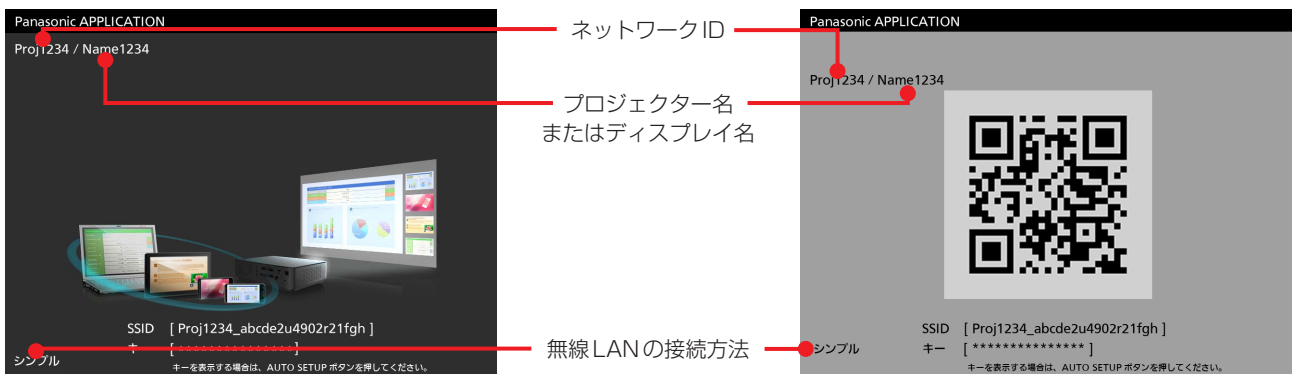 Panasonic APPLICATION
Proj1234 / Name1234
SSID [ Proj1234_abcde2u4902r21fgh ]
キー [ *************** ]
シンプル
キーを表示する場合は、AUTO SETUP ボタンを押してください。
ネットワークID
プロジェクター名
またはディスプレイ名
無線LANの接続方法
Panasonic APPLICATION
Proj1234 / Name1234
SSID [ Proj1234_abcde2u4902r21fgh ]
シンプル キー [ *************** ]
キーを表示する場合は、AUTO SETUP ボタンを押してください。